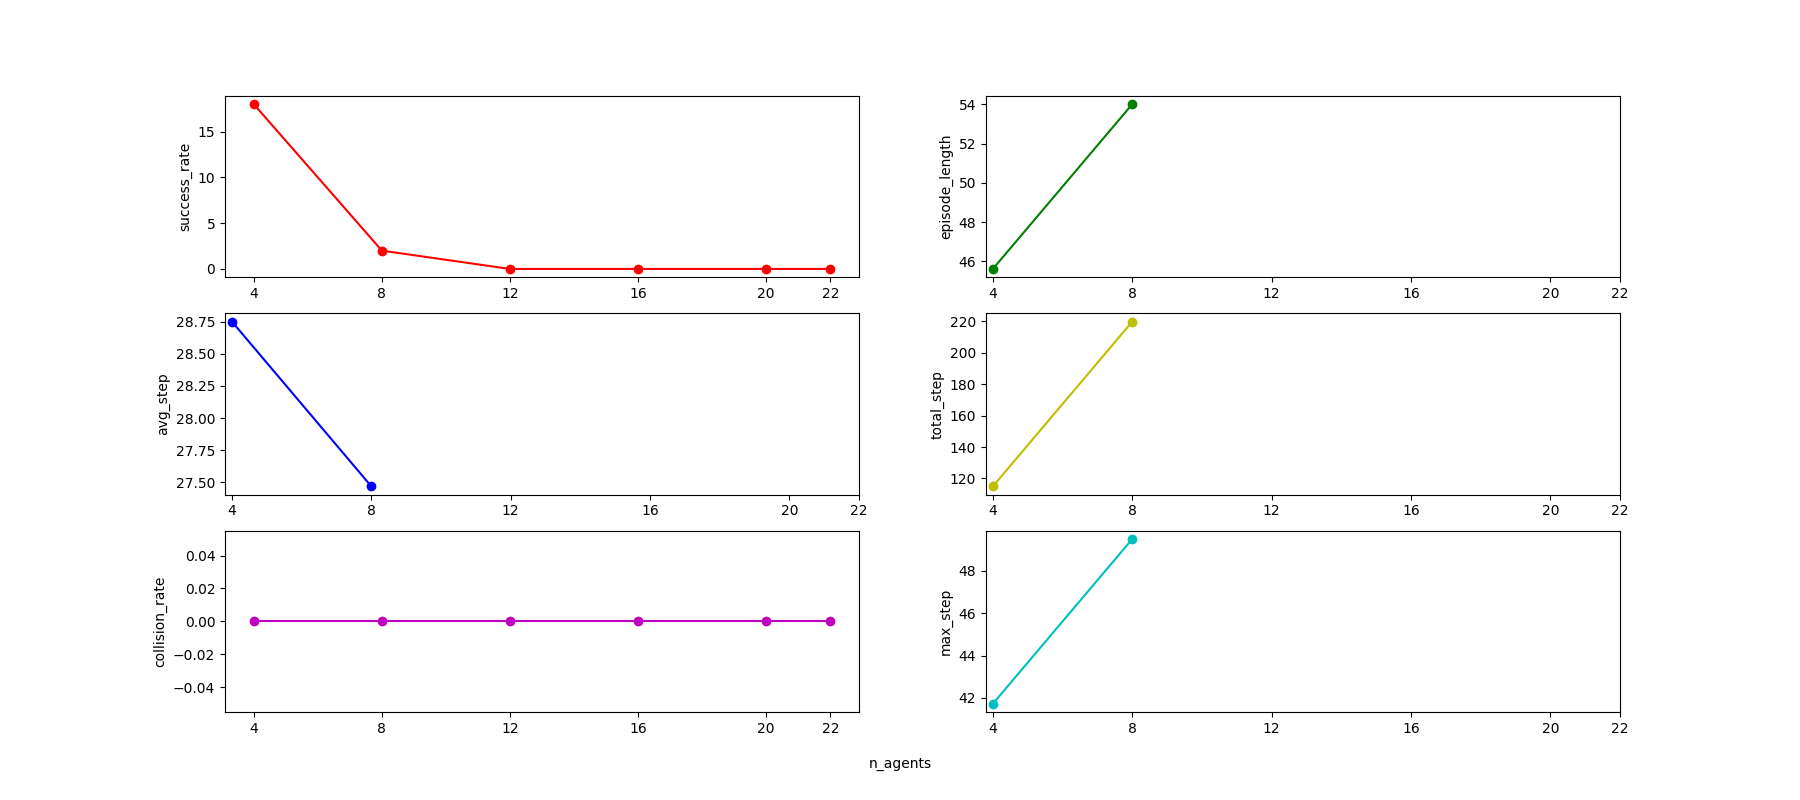 success_rate
15
10
5
0
4 8 12 16 20 22
episode_length
54
52
50
48
46
4 8 12 16 20 22
avg_step
28.75
28.50
28.25
28.00
27.75
27.50
4 8 12 16 20 22
total_step
220
200
180
160
140
120
4 8 12 16 20 22
collision_rate
0.04
0.02
0.00
−0.02
−0.04
4 8 12 16 20 22
max_step
48
46
44
42
4 8 12 16 20 22
n_agents